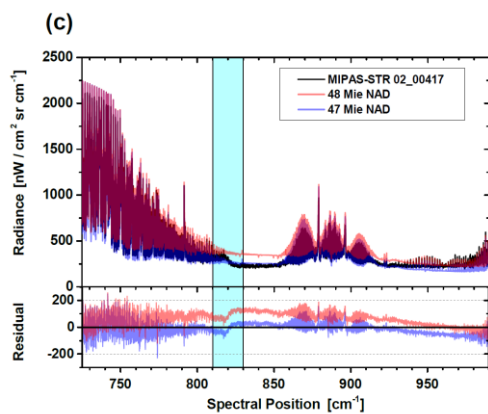 (c)
2500
2000
1500
1000
500
0
Radiance [nW / cm² sr cm⁻¹]
MIPAS-STR 02_00417
48 Mie NAD
47 Mie NAD
200
0
-200
Residual
750
800
850
900
950
Spectral Position [cm⁻¹]